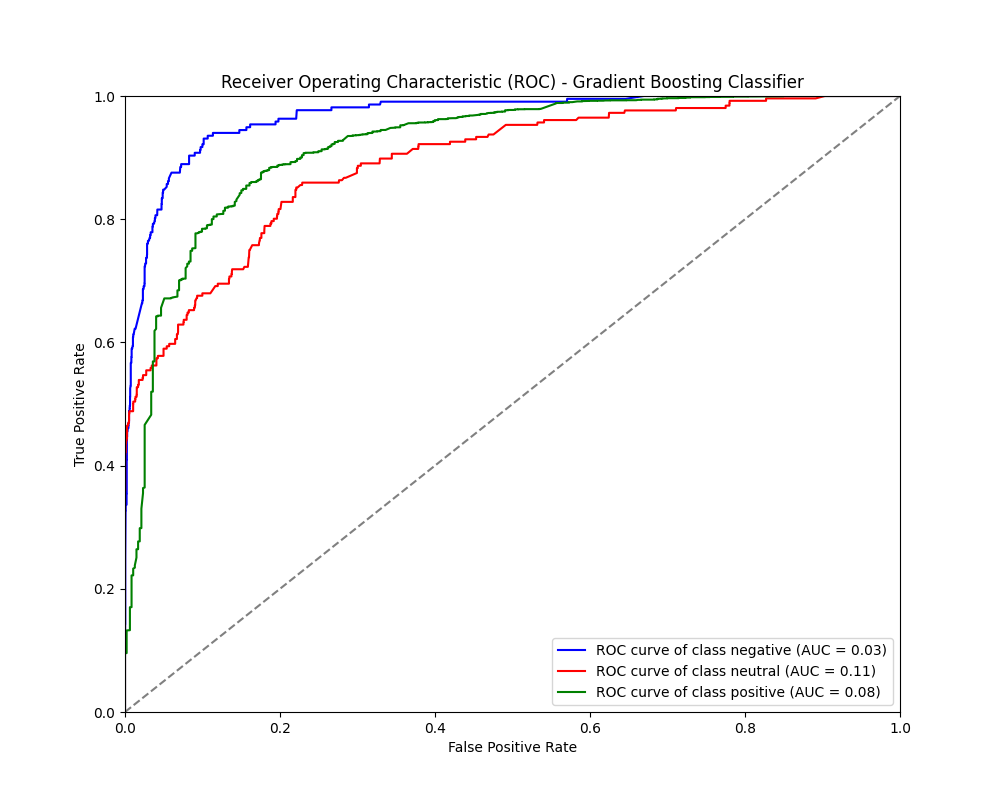 Receiver Operating Characteristic (ROC) - Gradient Boosting Classifier
1.0
0.8
0.6
0.4
0.2
0.0
True Positive Rate
ROC curve of class negative (AUC = 0.03)
ROC curve of class neutral (AUC = 0.11)
ROC curve of class positive (AUC = 0.08)
0.0 0.2 0.4 0.6 0.8 1.0
False Positive Rate